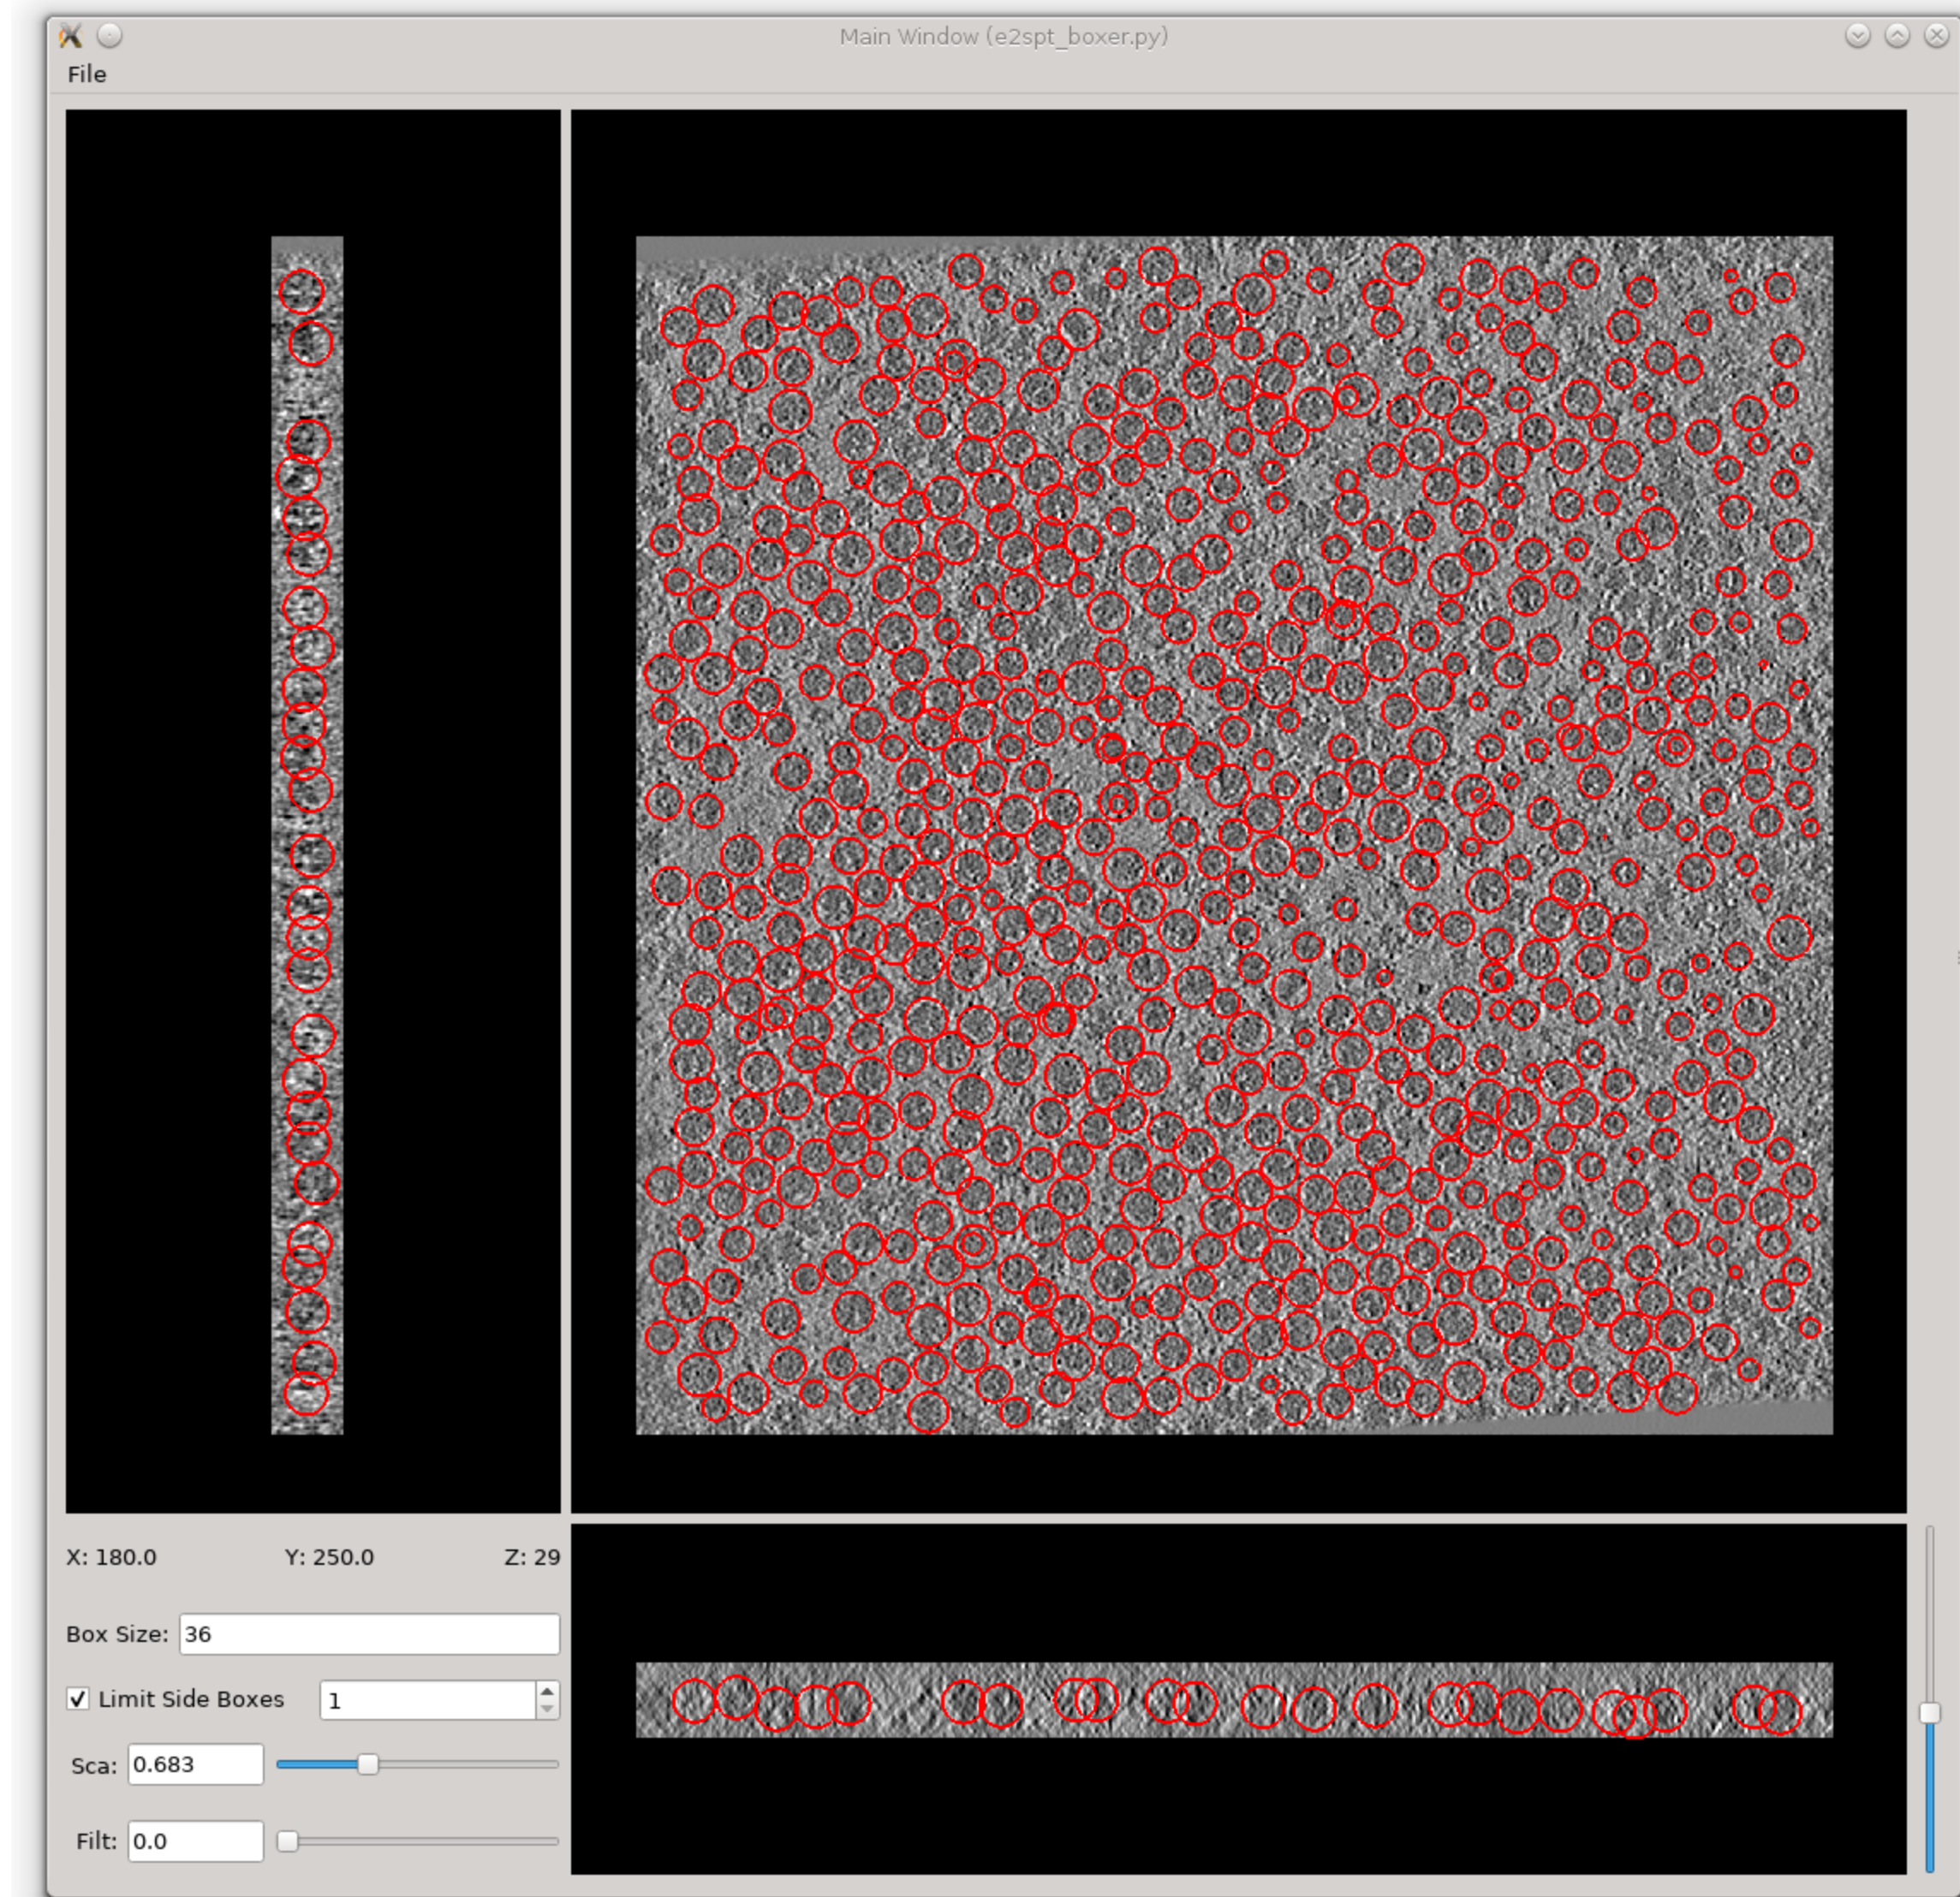 Main Window (e2spt_boxer.py)
File
X: 180.0 Y: 250.0 Z: 29
Box Size: 36
Limit Side Boxes 1
Sca: 0.683
Filt: 0.0